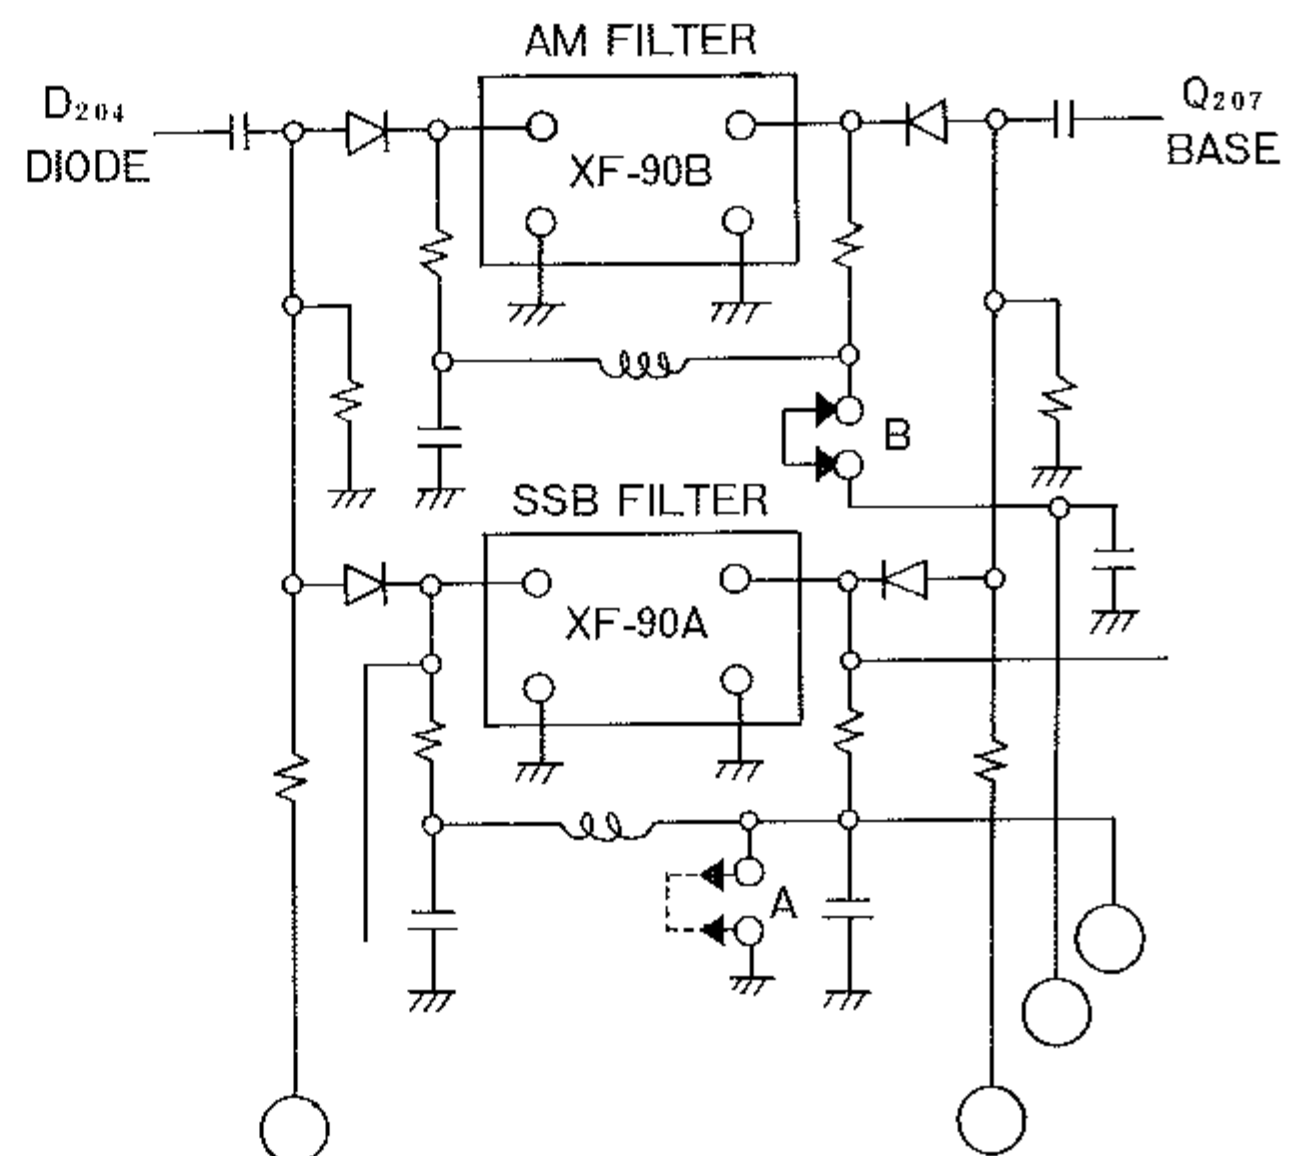 AM FILTER
D204
DIODE
Q207
BASE
XF-90B
B
SSB FILTER
XF-90A
A